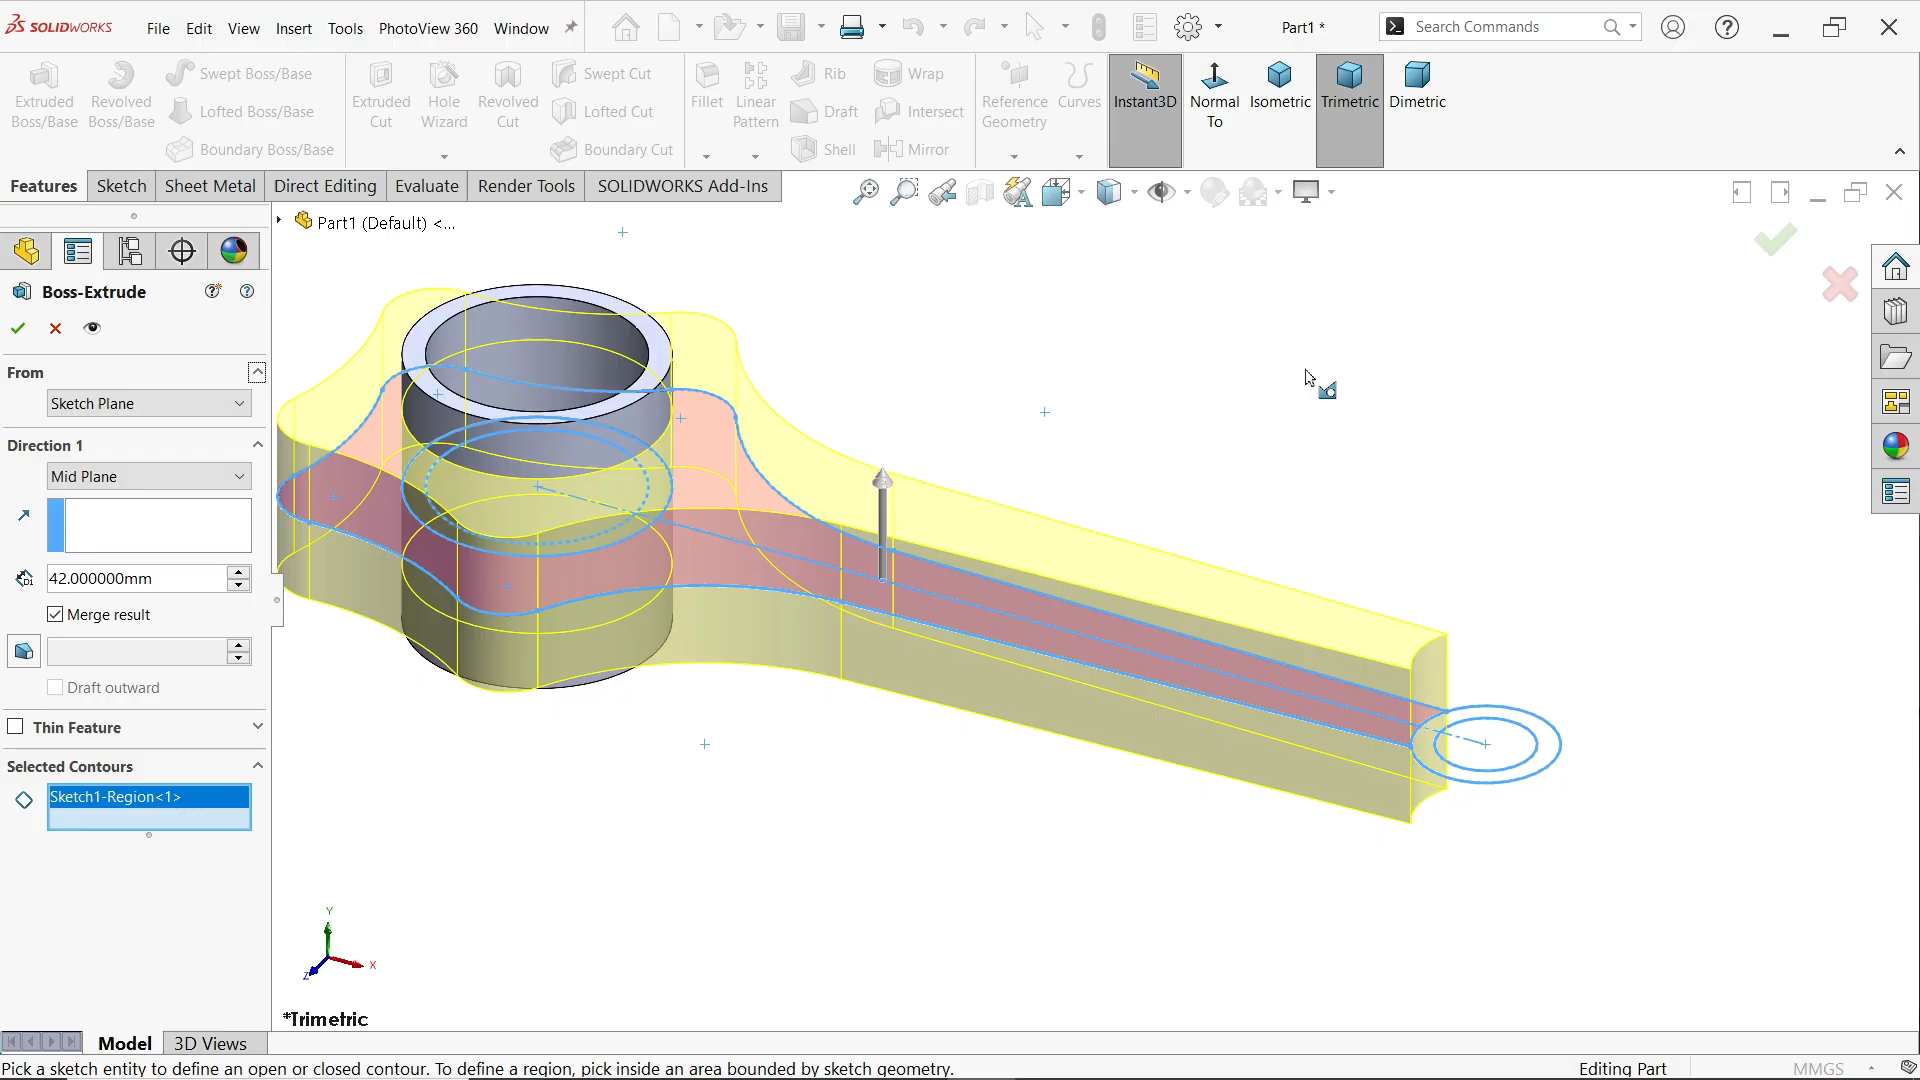 SOLIDWORKS File Edit View Insert Tools PhotoView 360 Window Part1 * Search Commands
Extruded Boss/Base
Revolved Boss/Base
Swept Boss/Base
Lofted Boss/Base
Boundary Boss/Base
Extruded Cut
Hole Wizard
Revolved Cut
Swept Cut
Lofted Cut
Boundary Cut
Fillet
Linear Pattern
Rib
Draft
Shell
Wrap
Intersect
Mirror
Reference Geometry
Curves
Instant3D
Normal To
Isometric
Trimetric
Dimetric
Features Sketch Sheet Metal Direct Editing Evaluate Render Tools SOLIDWORKS Add-Ins
Part1 (Default) <...
Boss-Extrude
From
Sketch Plane
Direction 1
Mid Plane
D1
42.000000mm
Merge result
Draft outward
Thin Feature
Selected Contours
Sketch1-Region<1>
Y
X
Z
*Trimetric
Model 3D Views
Pick a sketch entity to define an open or closed contour. To define a region, pick inside an area bounded by sketch geometry. Editing Part MMGS